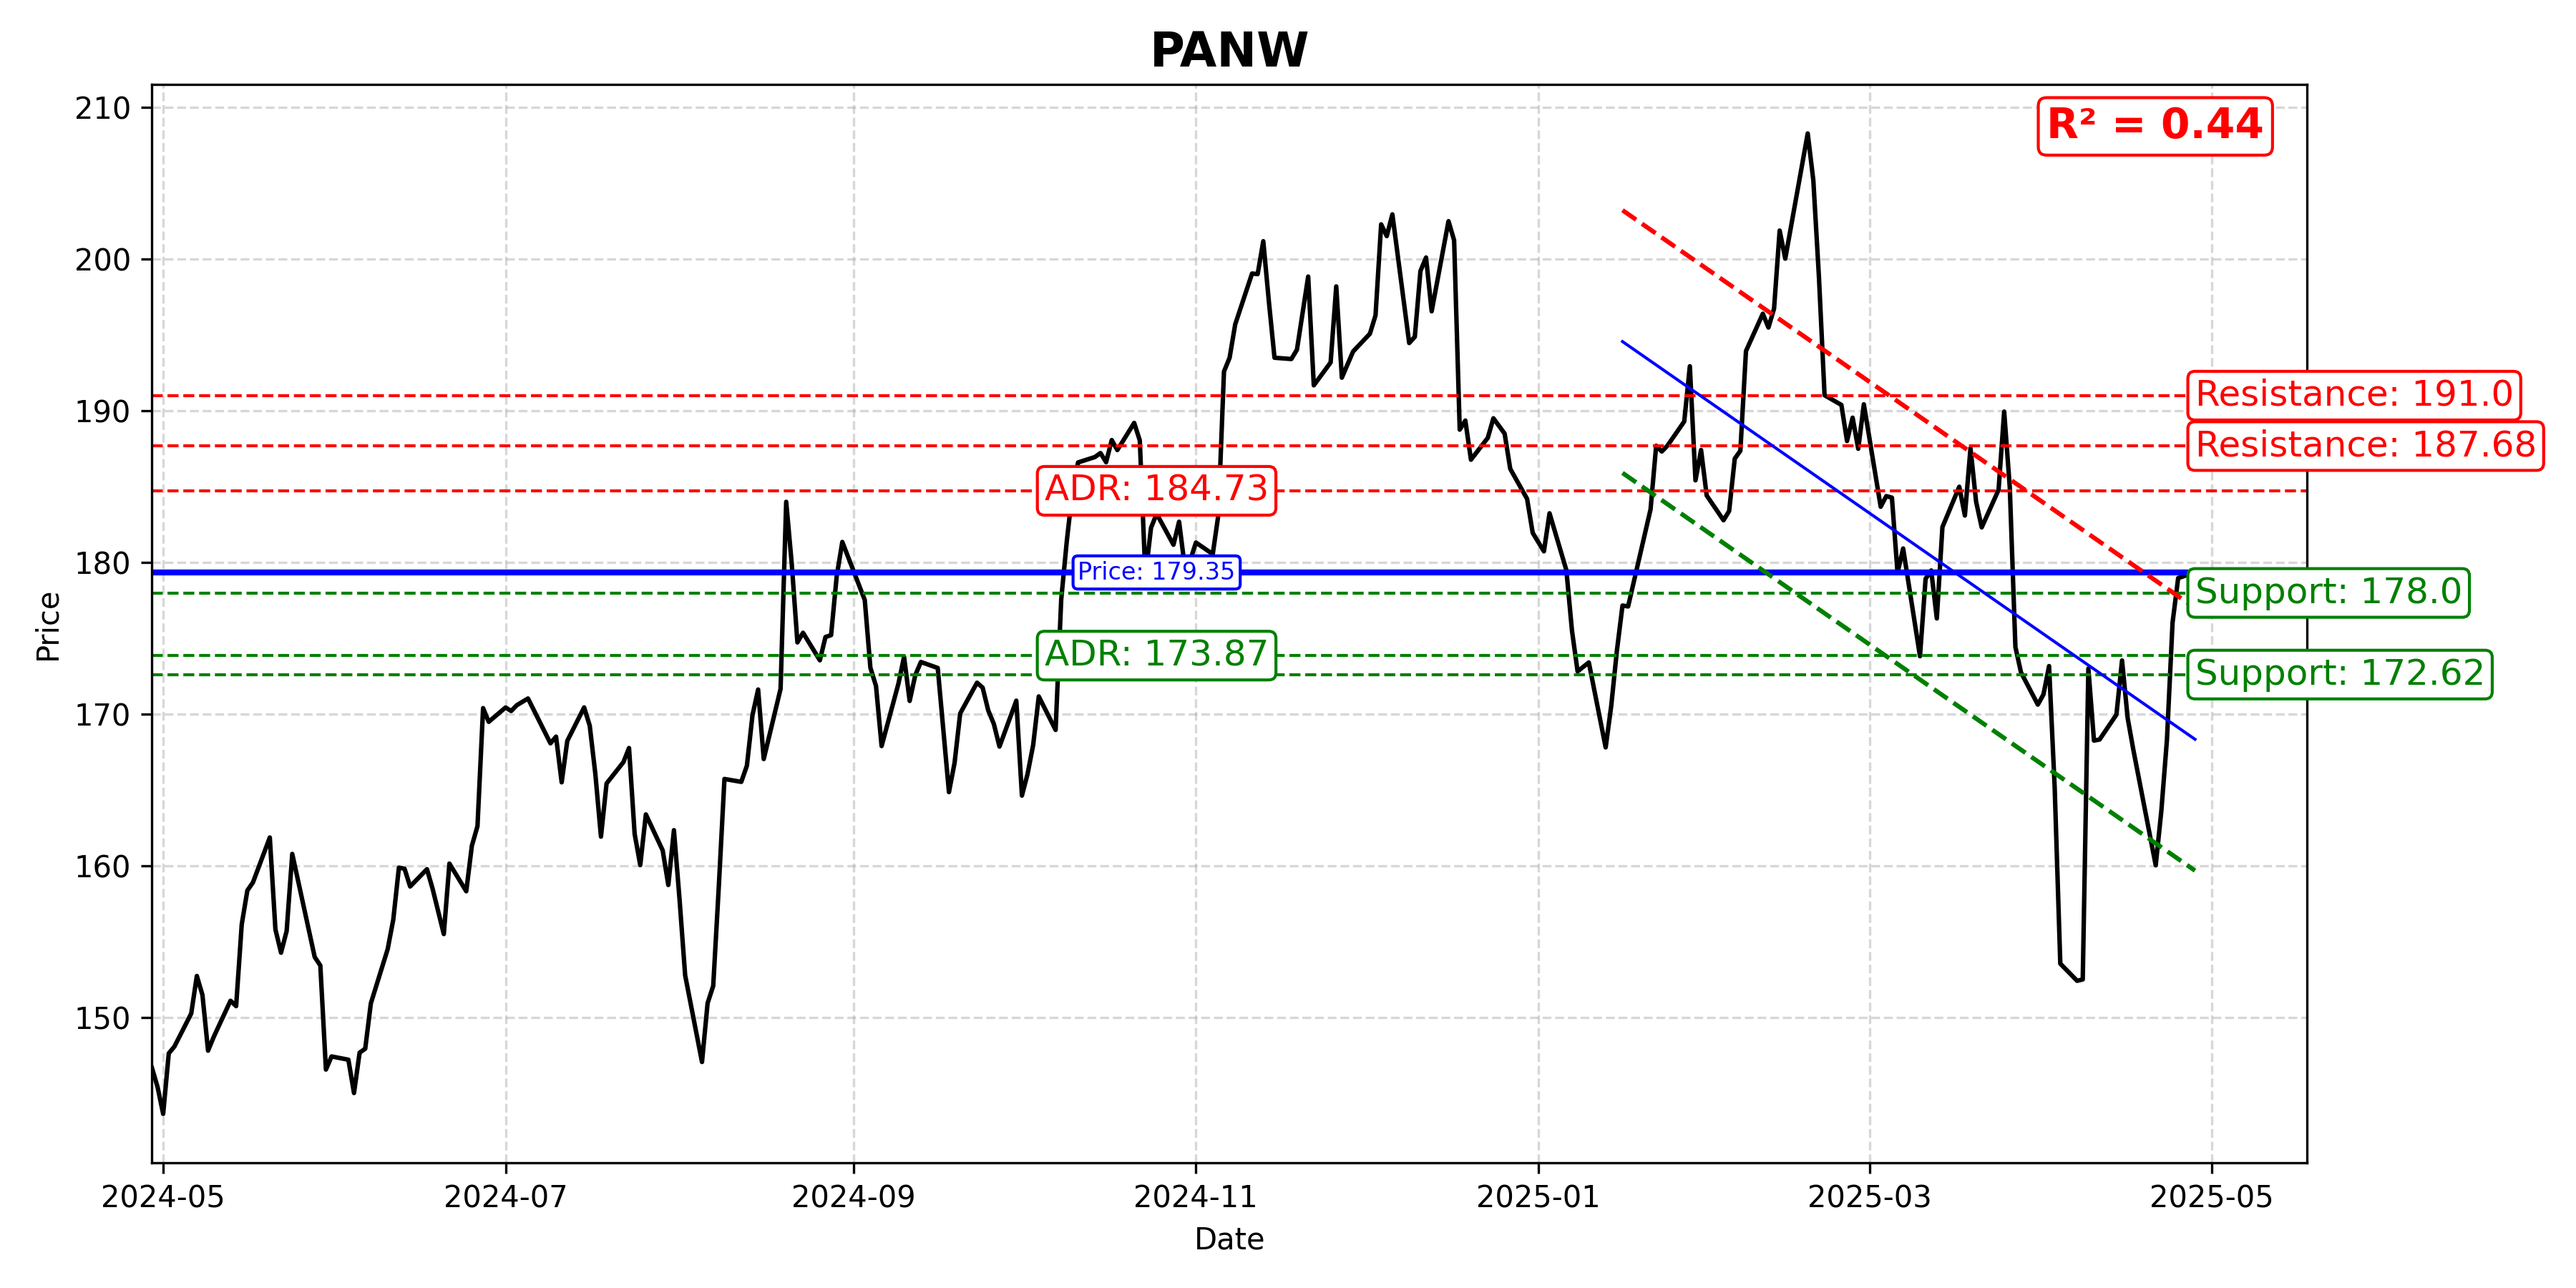 PANW
R² = 0.44
210
200
190
180
170
160
150
Price
Resistance: 191.0
Resistance: 187.68
ADR: 184.73
Price: 179.35
Support: 178.0
ADR: 173.87
Support: 172.62
2024-05
2024-07
2024-09
2024-11
2025-01
2025-03
2025-05
Date